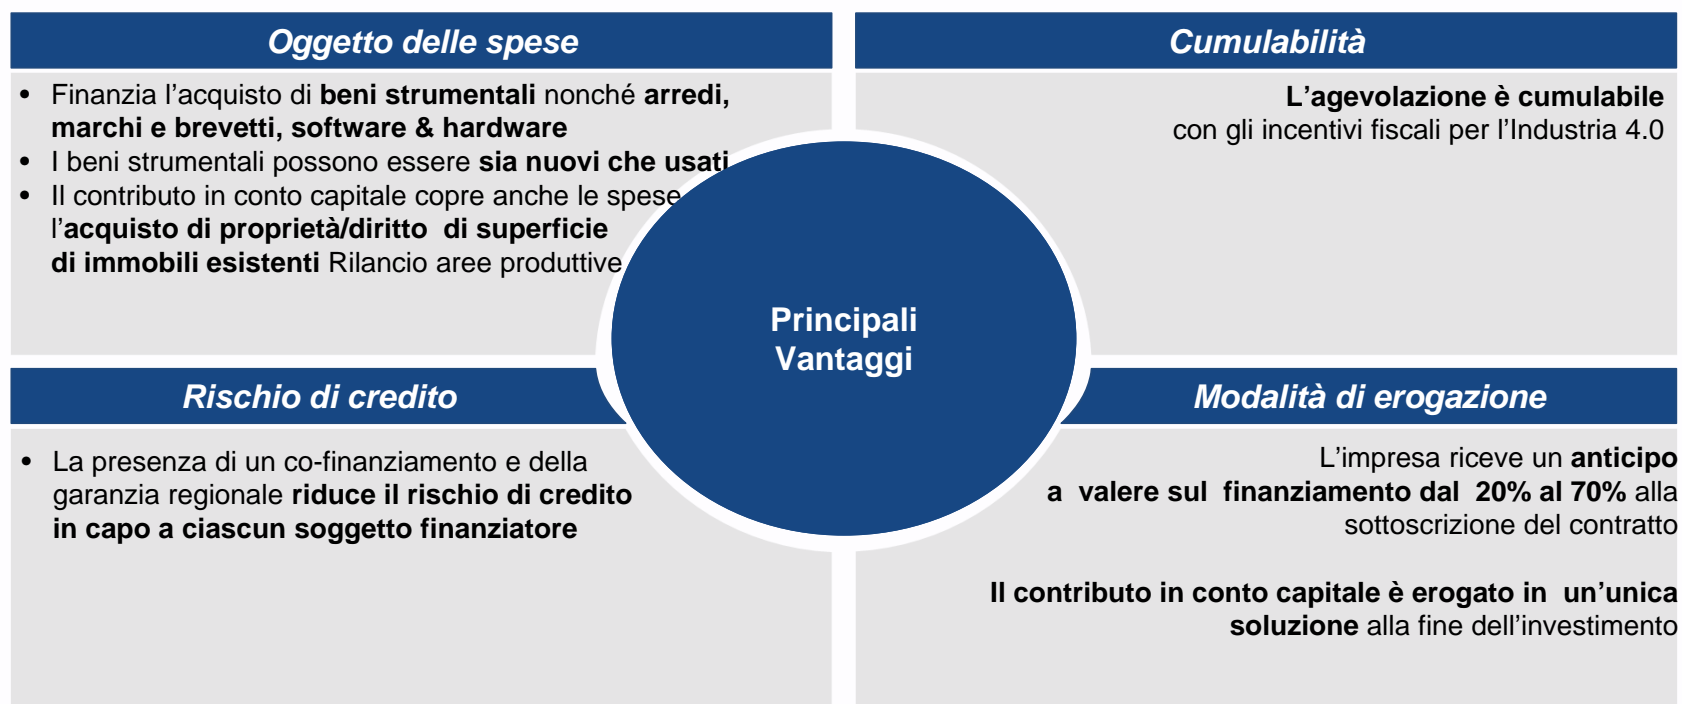 Oggetto delle spese
• Finanzia l’acquisto di beni strumentali nonché arredi,
marchi e brevetti, software & hardware
• I beni strumentali possono essere sia nuovi che usati
• Il contributo in conto capitale copre anche le spese
l’acquisto di proprietà/diritto di superficie
di immobili esistenti Rilancio aree produttive
Cumulabilità
L’agevolazione è cumulabile
con gli incentivi fiscali per l’Industria 4.0
Principali
Vantaggi
Rischio di credito
• La presenza di un co-finanziamento e della
garanzia regionale riduce il rischio di credito
in capo a ciascun soggetto finanziatore
Modalità di erogazione
L’impresa riceve un anticipo
a valere sul finanziamento dal 20% al 70% alla
sottoscrizione del contratto
Il contributo in conto capitale è erogato in un’unica
soluzione alla fine dell’investimento